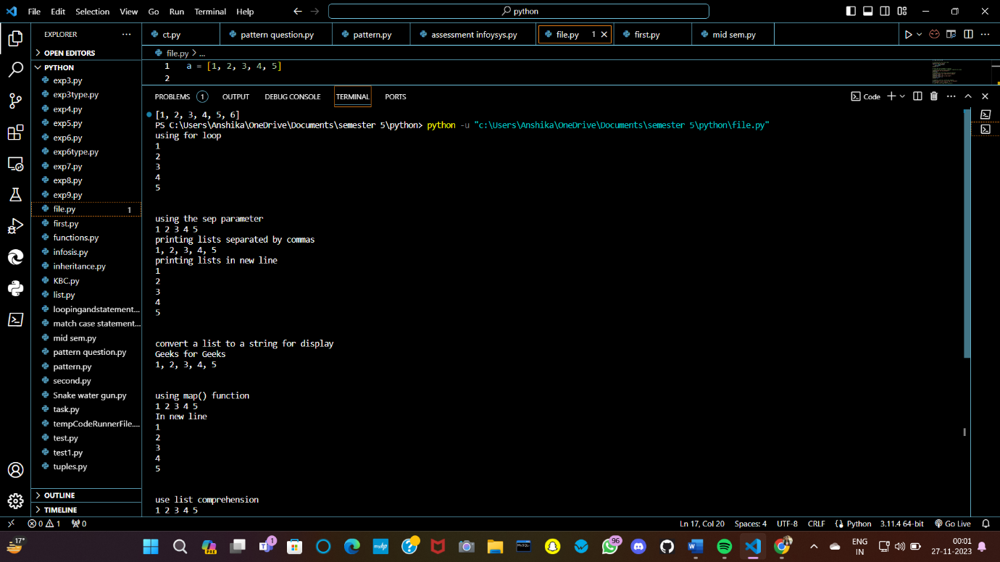 File Edit Selection View Go Run Terminal Help python
EXPLORER
ct.py pattern question.py pattern.py assessment infoysys.py file.py 1 first.py mid sem.py
OPEN EDITORS
file.py > ...
PYTHON
1 a = [1, 2, 3, 4, 5]
2
exp3.py
exp3type.py
exp4.py
exp5.py
exp6.py
exp6type.py
exp7.py
exp8.py
exp9.py
file.py 1
first.py
functions.py
infosis.py
inheritance.py
KBC.py
list.py
loopingandstatement...
match case statement...
mid sem.py
pattern question.py
pattern.py
second.py
Snake water gun.py
task.py
tempCodeRunnerFile....
test.py
test1.py
tuples.py
OUTLINE
TIMELINE
PROBLEMS 1 OUTPUT DEBUG CONSOLE TERMINAL PORTS Code
[1, 2, 3, 4, 5, 6]
PS C:\Users\Anshika\OneDrive\Documents\semester 5\python> python -u "c:\Users\Anshika\OneDrive\Documents\semester 5\python\file.py"
using for loop
1
2
3
4
5
using the sep parameter
1 2 3 4 5
printing lists separated by commas
1, 2, 3, 4, 5
printing lists in new line
1
2
3
4
5
convert a list to a string for display
Geeks for Geeks
1, 2, 3, 4, 5
using map() function
1 2 3 4 5
In new line
1
2
3
4
5
use list comprehension
1 2 3 4 5
0 1 0 Ln 17, Col 20 Spaces: 4 UTF-8 CRLF Python 3.11.4 64-bit Go Live
17° PRE 1 myhp MySQL 96 ENG IN 00:01 27-11-2023